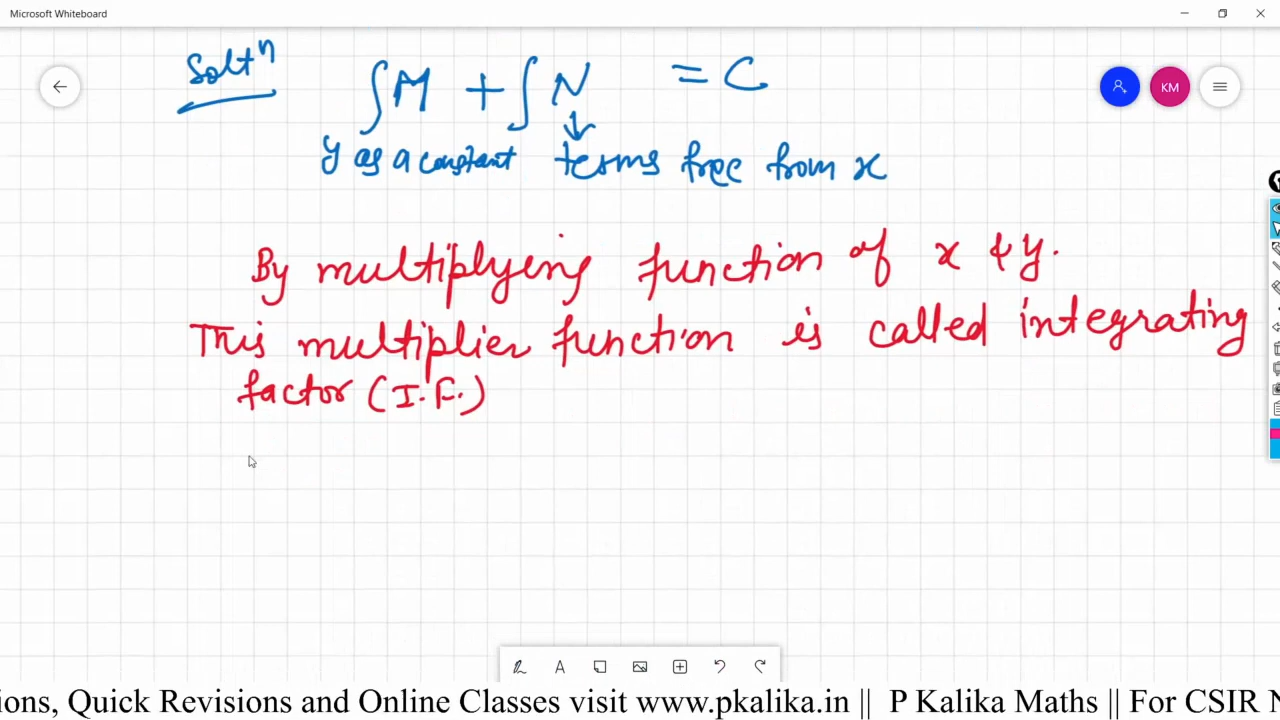 Microsoft Whiteboard
Soltⁿ
∫M + ∫N = C
y as a constant terms free from x
KM
By multiplying function of x & y.
This multiplier function is called integrating
factor (I.F.)
ions, Quick Revisions and Online Classes visit www.pkalika.in || P Kalika Maths || For CSIR N